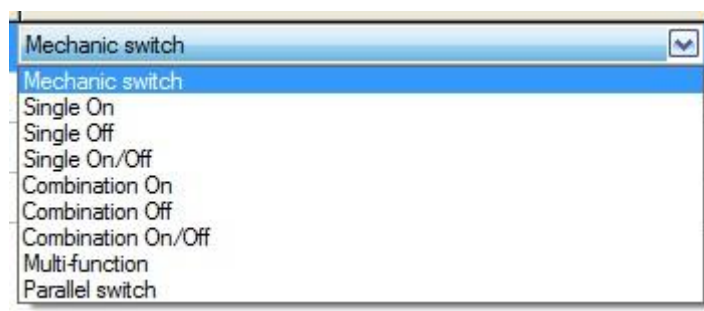 Mechanic switch
Mechanic switch
Single On
Single Off
Single On/Off
Combination On
Combination Off
Combination On/Off
Multi-function
Parallel switch